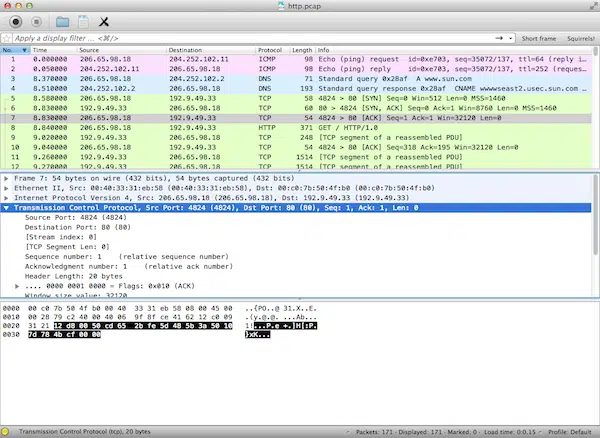 http.pcap
Apply a display filter ... <⌘/>
Short frame Squirrels!
No. Time Source Destination Protocol Length Info
1 0.000000 206.65.98.18 204.252.102.11 ICMP 98 Echo (ping) request id=0xe703, seq=35072/137, ttl=64 (reply i…
2 0.050000 204.252.102.11 206.65.98.18 ICMP 98 Echo (ping) reply id=0xe703, seq=35072/137, ttl=252 (reques…
3 8.370000 206.65.98.18 204.252.102.2 DNS 71 Standard query 0x28af A www.sun.com
4 8.510000 204.252.102.2 206.65.98.18 DNS 193 Standard query response 0x28af CNAME wwwwseast2.usec.sun.com …
5 8.580000 206.65.98.18 192.9.49.33 TCP 58 4824 > 80 [SYN] Seq=0 Win=512 Len=0 MSS=1460
6 8.830000 192.9.49.33 206.65.98.18 TCP 60 80 > 4824 [SYN, ACK] Seq=0 Ack=1 Win=8760 Len=0 MSS=1460
7 8.830000 206.65.98.18 192.9.49.33 TCP 54 4824 > 80 [ACK] Seq=1 Ack=1 Win=32120 Len=0
8 8.840000 206.65.98.18 192.9.49.33 HTTP 371 GET / HTTP/1.0
9 9.030000 192.9.49.33 206.65.98.18 TCP 248 [TCP segment of a reassembled PDU]
10 9.040000 206.65.98.18 192.9.49.33 TCP 54 4824 > 80 [ACK] Seq=318 Ack=195 Win=32120 Len=0
11 9.260000 192.9.49.33 206.65.98.18 TCP 1514 [TCP segment of a reassembled PDU]
12 9.270000 192.9.49.33 206.65.98.18 TCP 1514 [TCP segment of a reassembled PDU]
Frame 7: 54 bytes on wire (432 bits), 54 bytes captured (432 bits)
Ethernet II, Src: 00:40:33:31:eb:58 (00:40:33:31:eb:58), Dst: 00:c0:7b:50:4f:b0 (00:c0:7b:50:4f:b0)
Internet Protocol Version 4, Src: 206.65.98.18 (206.65.98.18), Dst: 192.9.49.33 (192.9.49.33)
Transmission Control Protocol, Src Port: 4824 (4824), Dst Port: 80 (80), Seq: 1, Ack: 1, Len: 0
Source Port: 4824 (4824)
Destination Port: 80 (80)
[Stream index: 0]
[TCP Segment Len: 0]
Sequence number: 1 (relative sequence number)
Acknowledgment number: 1 (relative ack number)
Header Length: 20 bytes
.... 0000 0001 0000 = Flags: 0x010 (ACK)
Window size value: 32120
0000 00 c0 7b 50 4f b0 00 40 33 31 eb 58 08 00 45 00 ..{PO..@ 31.X..E.
0010 00 28 79 c2 40 00 40 06 9f 8f ce 41 62 12 c0 09 .(y.@.@. ...Ab...
0020 31 21 12 d8 00 50 cd 65 2b fe 5d 48 5b 3a 50 10 1!...P.e +.]H[:P.
0030 7d 78 4b cf 00 00 }xK...
Transmission Control Protocol (tcp), 20 bytes
Packets: 171 · Displayed: 171 · Marked: 0 · Load time: 0:0.15
Profile: Default